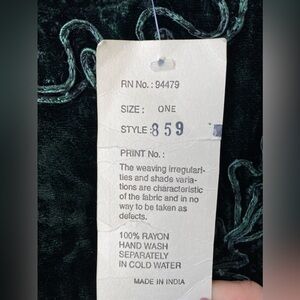 RN No. : 94479
SIZE : ONE
STYLE : 859
PRINT No. :
The weaving irregulari-
ties and shade varia-
tions are characteristic
of the fabric and in no
way to be taken as
defects.
100% RAYON
HAND WASH
SEPARATELY
IN COLD WATER
MADE IN INDIA